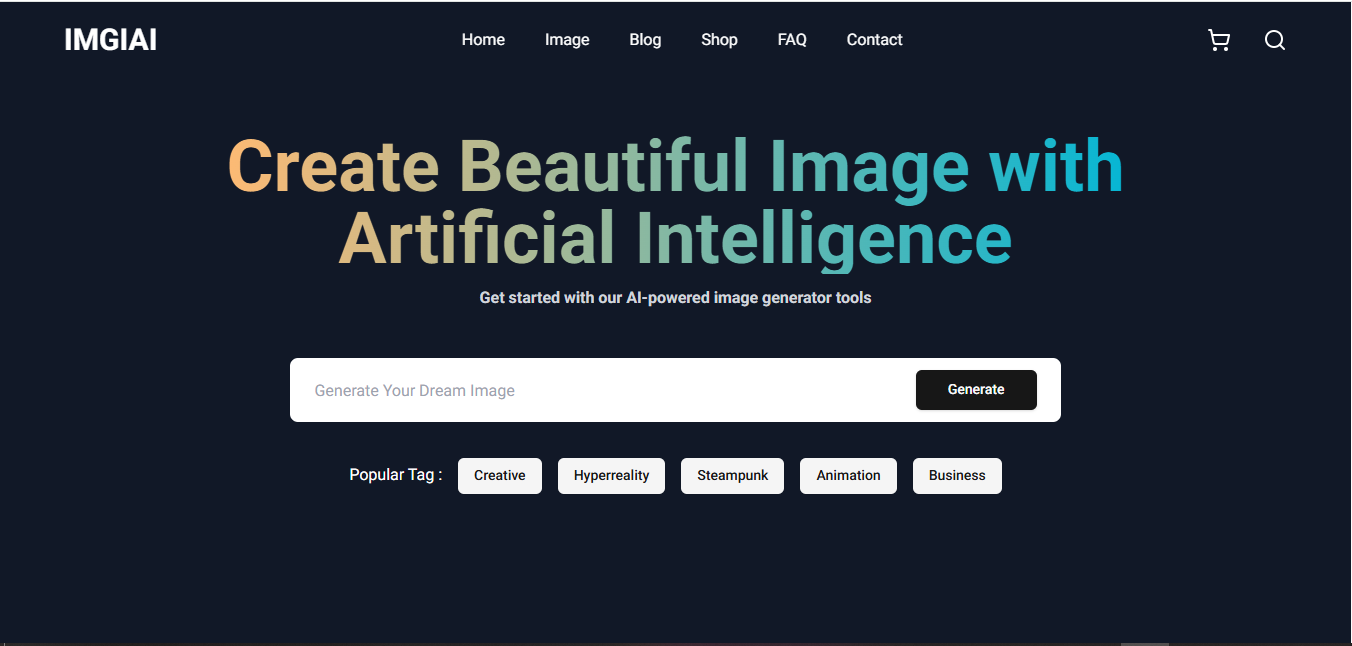 IMGIAI
Home Image Blog Shop FAQ Contact
Create Beautiful Image with
Artificial Intelligence
Get started with our AI-powered image generator tools
Generate Your Dream Image Generate
Popular Tag : Creative Hyperreality Steampunk Animation Business